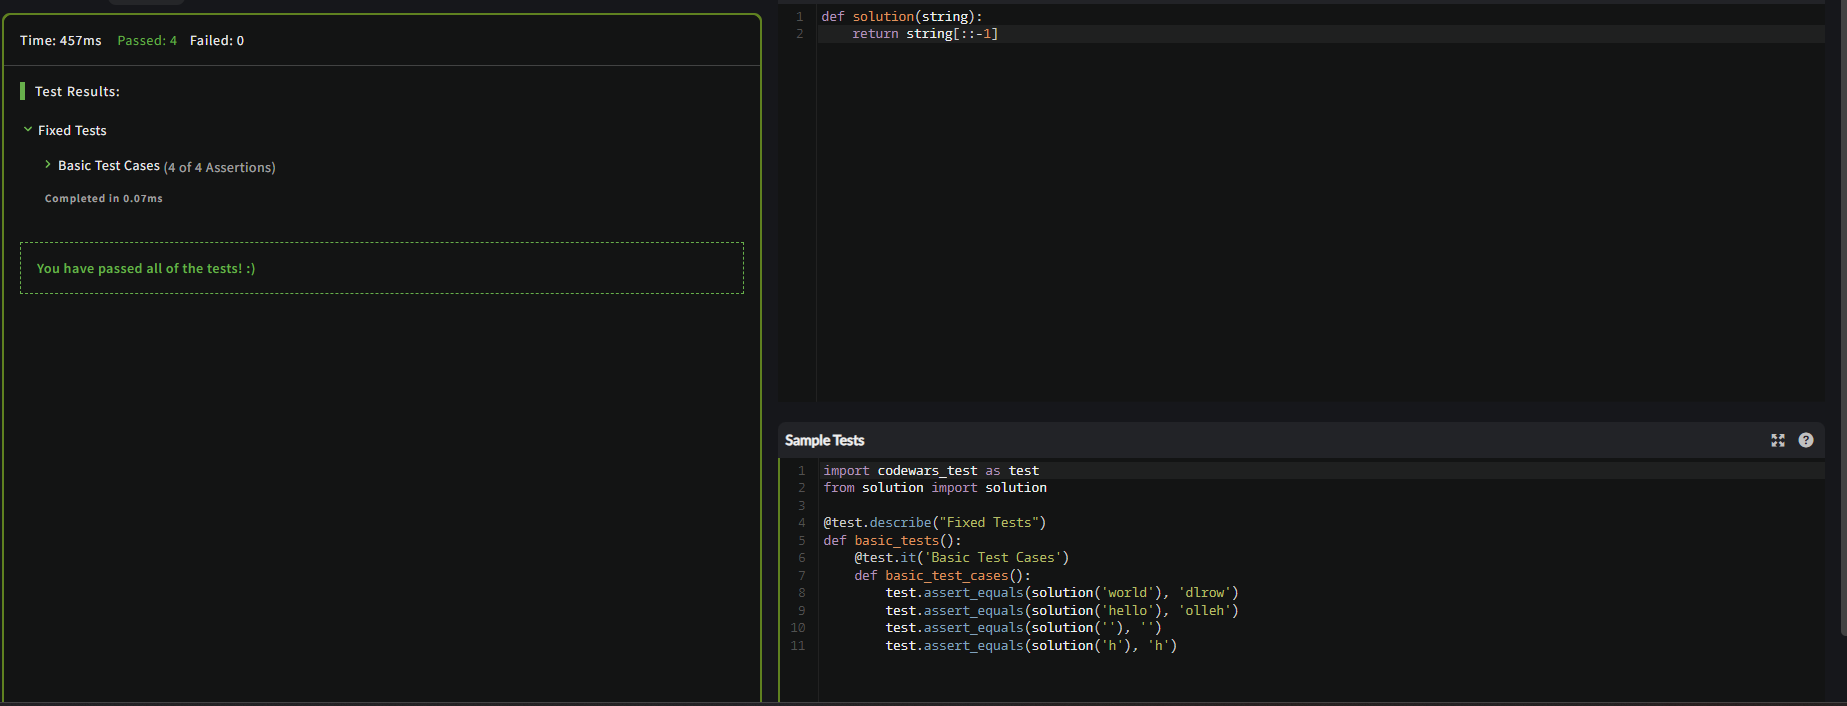 Time: 457ms Passed: 4 Failed: 0
Test Results:
Fixed Tests
Basic Test Cases (4 of 4 Assertions)
Completed in 0.07ms
You have passed all of the tests! :)
1 def solution(string):
2     return string[::-1]
Sample Tests
?
1 import codewars_test as test
2 from solution import solution
3
4 @test.describe("Fixed Tests")
5 def basic_tests():
6     @test.it('Basic Test Cases')
7     def basic_test_cases():
8         test.assert_equals(solution('world'), 'dlrow')
9         test.assert_equals(solution('hello'), 'olleh')
10         test.assert_equals(solution(''), '')
11         test.assert_equals(solution('h'), 'h')